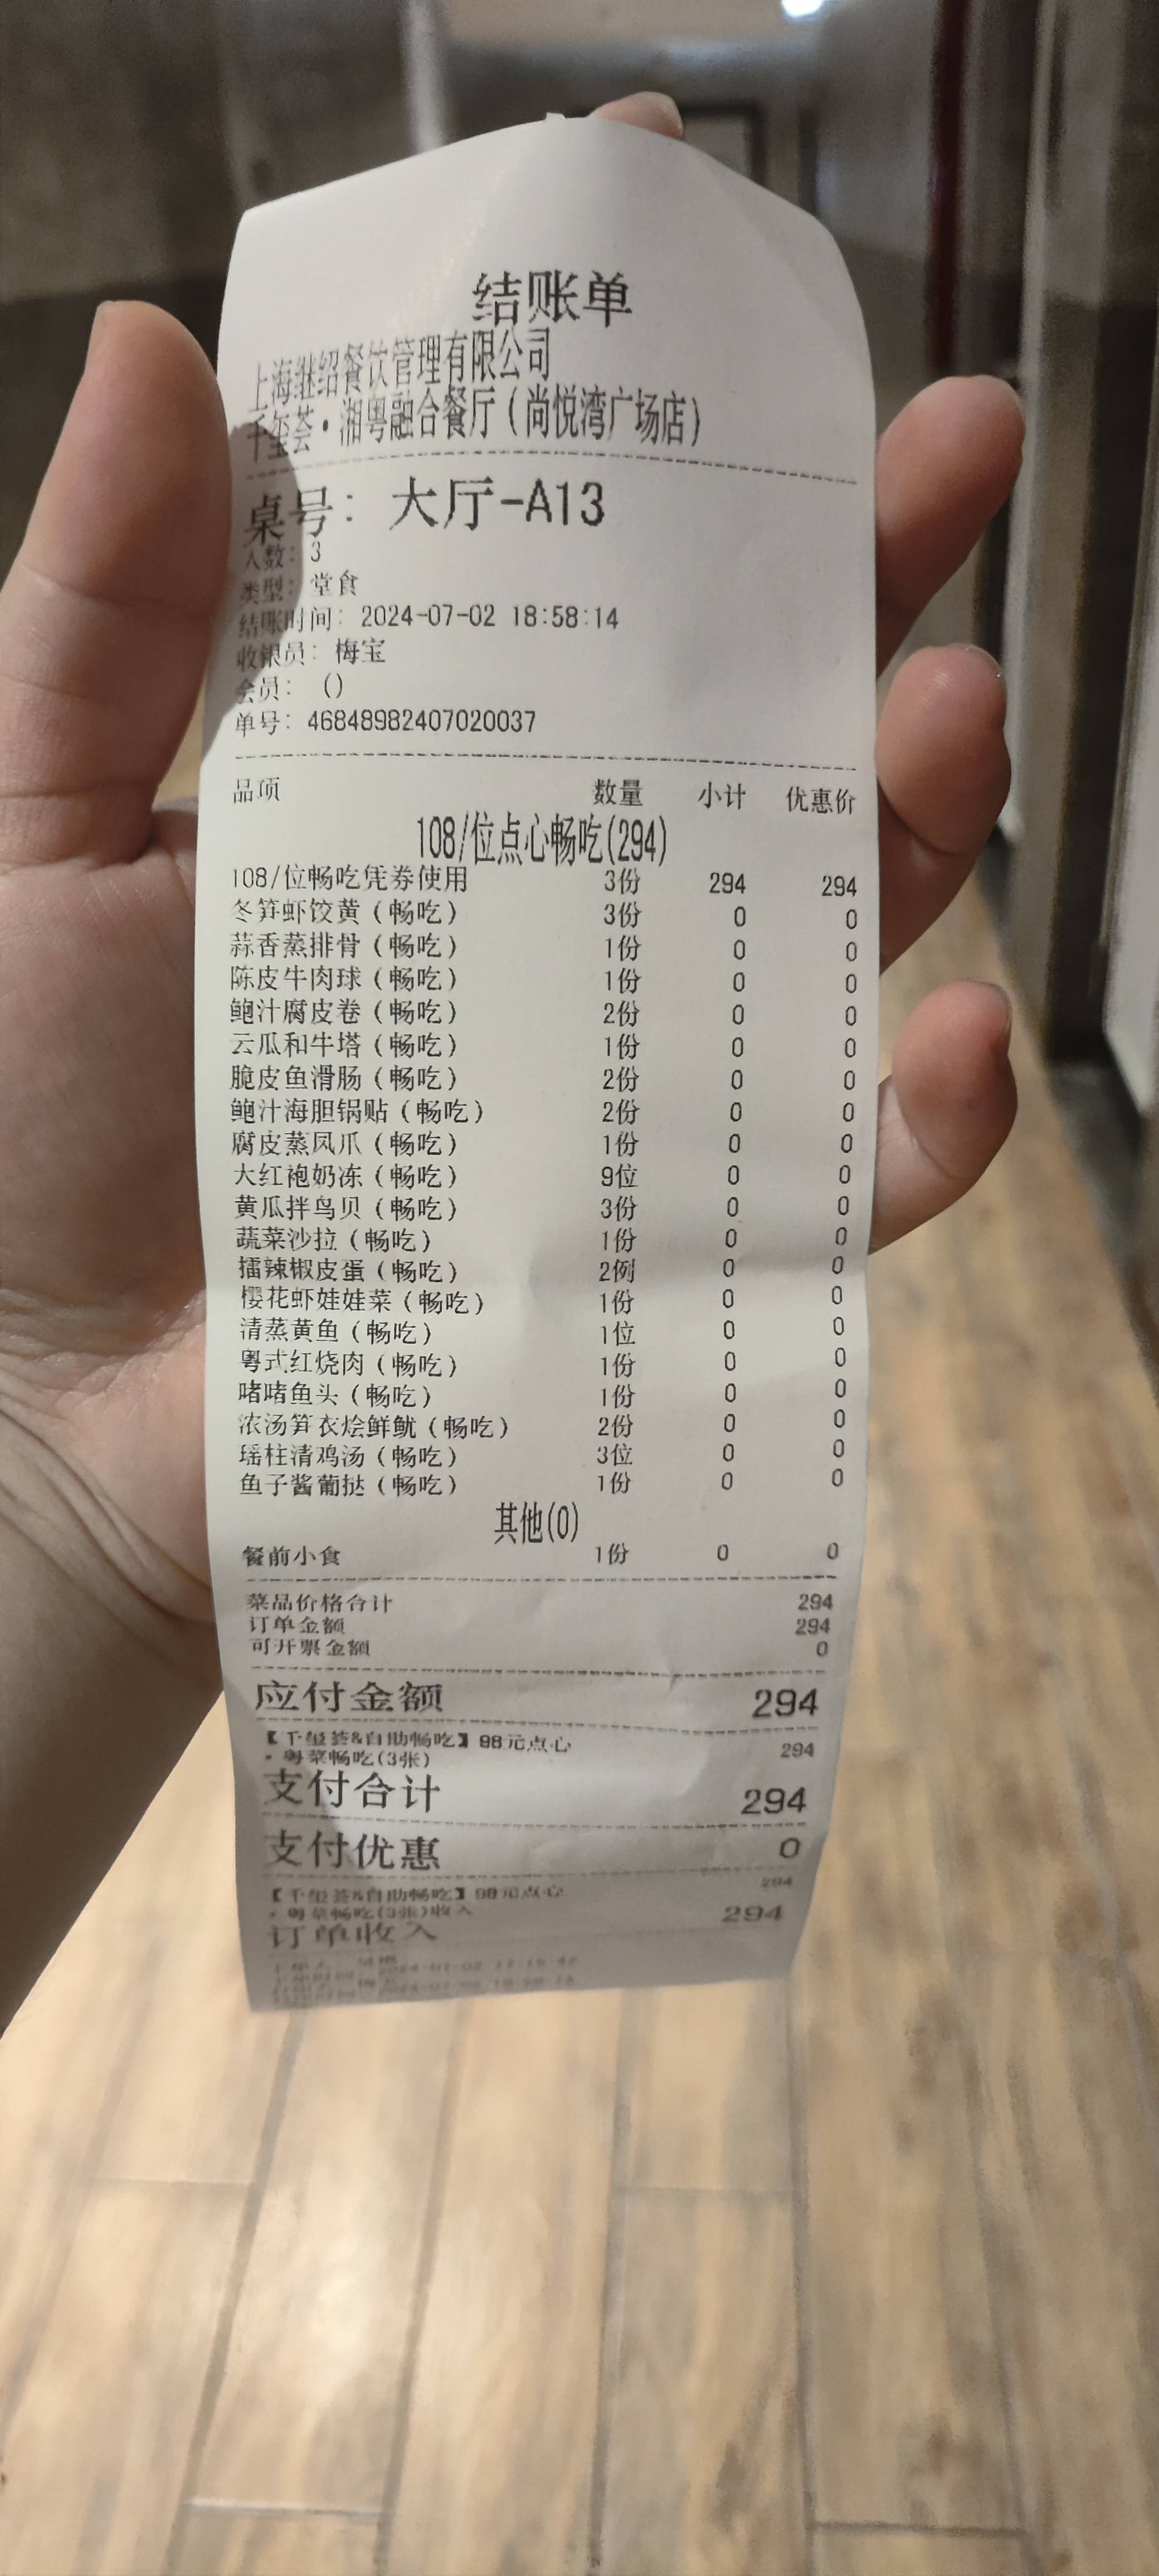 结账单
上海继绍餐饮管理有限公司
千玺荟·湘粤融合餐厅(尚悦湾广场店)
桌号: 大厅-A13
人数: 3
类型: 堂食
结账时间: 2024-07-02 18:58:14
收银员: 梅宝
会员: ()
单号: 46848982407020037
品项 数量 小计 优惠价
108/位点心畅吃(294)
108/位畅吃凭券使用 3份 294 294
冬笋虾饺黄(畅吃) 3份 0 0
蒜香蒸排骨(畅吃) 1份 0 0
陈皮牛肉球(畅吃) 1份 0 0
鲍汁腐皮卷(畅吃) 2份 0 0
云瓜和牛塔(畅吃) 1份 0 0
脆皮鱼滑肠(畅吃) 2份 0 0
鲍汁海胆锅贴(畅吃) 2份 0 0
腐皮蒸凤爪(畅吃) 1份 0 0
大红袍奶冻(畅吃) 9位 0 0
黄瓜拌鸟贝(畅吃) 3份 0 0
蔬菜沙拉(畅吃) 1份 0 0
擂辣椒皮蛋(畅吃) 2例 0 0
樱花虾娃娃菜(畅吃) 1份 0 0
清蒸黄鱼(畅吃) 1位 0 0
粤式红烧肉(畅吃) 1份 0 0
啫啫鱼头(畅吃) 1份 0 0
浓汤笋衣烩鲜鱿(畅吃) 2份 0 0
瑶柱清鸡汤(畅吃) 3位 0 0
鱼子酱葡挞(畅吃) 1份 0 0
其他(0)
餐前小食 1份 0 0
菜品价格合计 294
订单金额 294
可开票金额 0
应付金额 294
【千玺荟&自助畅吃】98元点心 294
·粤菜畅吃(3张)
支付合计 294
支付优惠 0
【千玺荟&自助畅吃】98元点心 294
·粤菜畅吃(3张)收入
订单收入 294